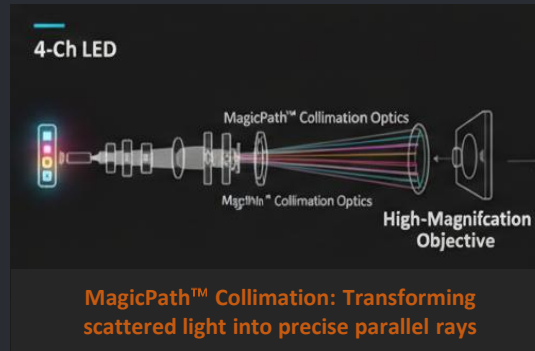 4-Ch LED
MagicPath™ Collimation Optics
Collimation Optics
High-Magnifcation
Objective
MagicPath™ Collimation: Transforming
scattered light into precise parallel rays